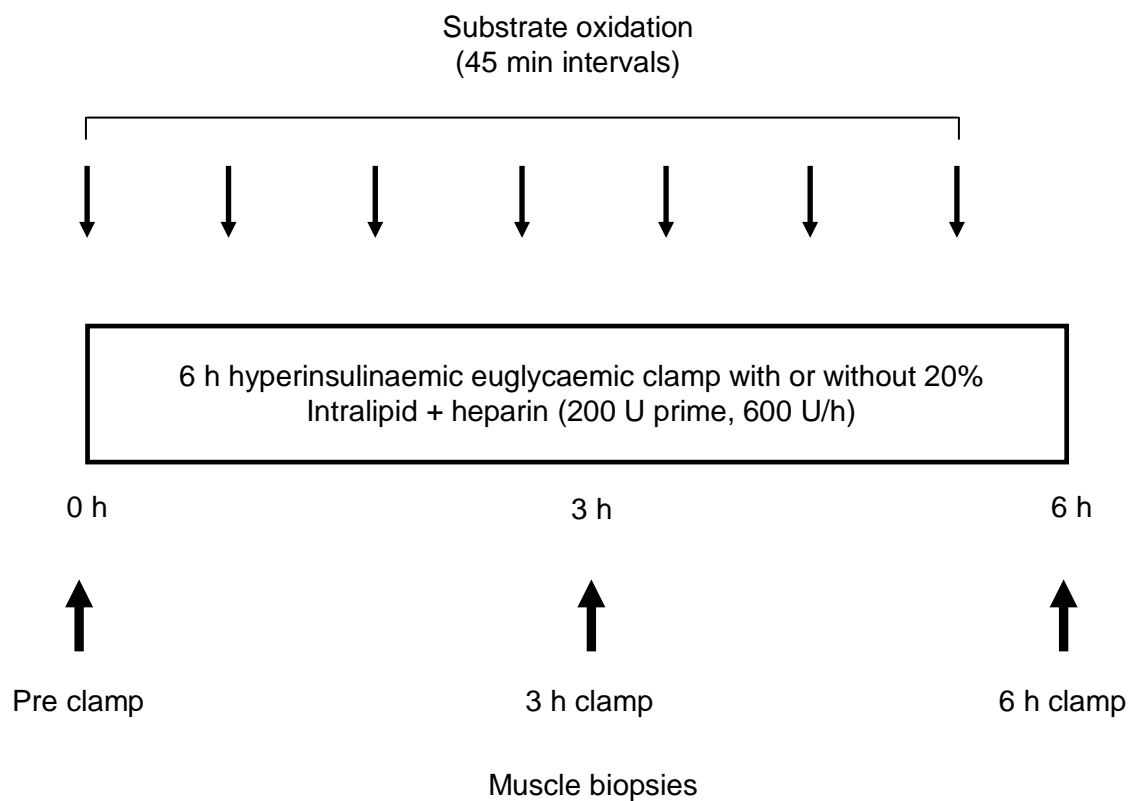 Substrate oxidation
(45 min intervals)
6 h hyperinsulinaemic euglycaemic clamp with or without 20%
Intralipid + heparin (200 U prime, 600 U/h)
0 h
3 h
6 h
Pre clamp
3 h clamp
6 h clamp
Muscle biopsies